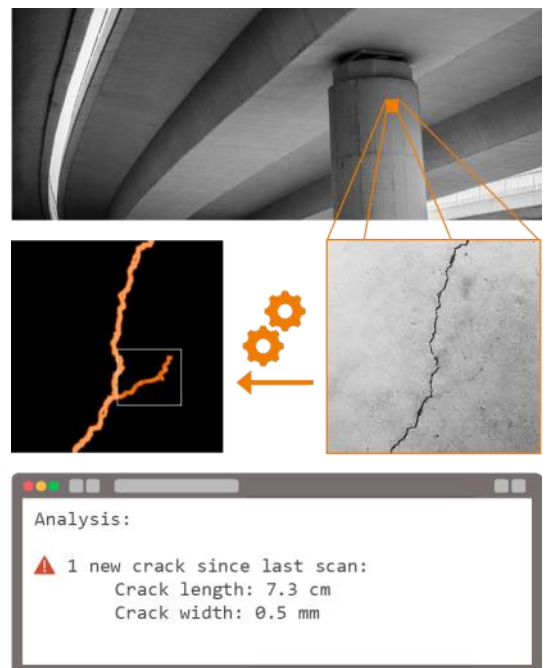 Analysis:
1 new crack since last scan:
Crack length: 7.3 cm
Crack width: 0.5 mm